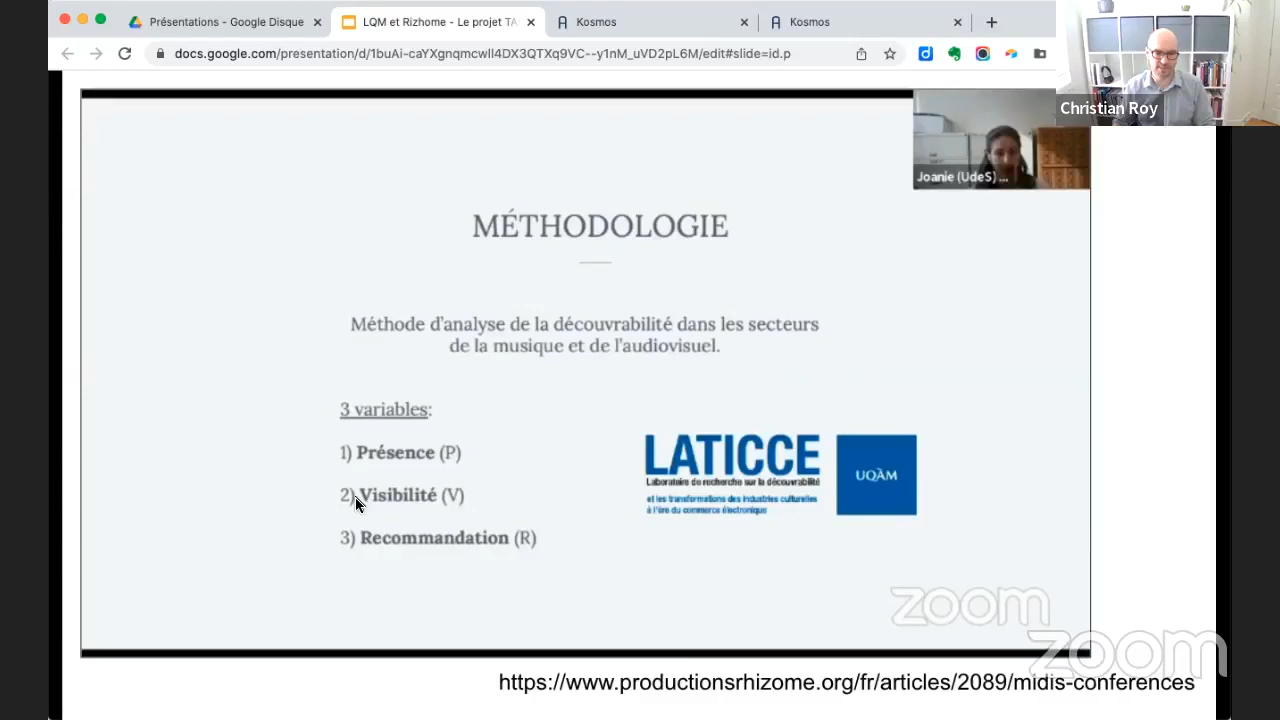 Présentations - Google Disque
LQM et Rizhome - Le projet TA
Kosmos
Kosmos
docs.google.com/presentation/d/1buAi-caYXgnqmcwII4DX3QTXq9VC--y1nM_uVD2pL6M/edit#slide=id.p
Christian Roy
Joanie (UdeS) ...
MÉTHODOLOGIE
Méthode d'analyse de la découvrabilité dans les secteurs
de la musique et de l'audiovisuel.
3 variables:
1) Présence (P)
2) Visibilité (V)
3) Recommandation (R)
LATICCE
Laboratoire de recherche sur la découvrabilité
et les transformations des industries culturelles
à l'ère du commerce électronique
UQÀM
zoom
zoom
https://www.productionsrhizome.org/fr/articles/2089/midis-conferences